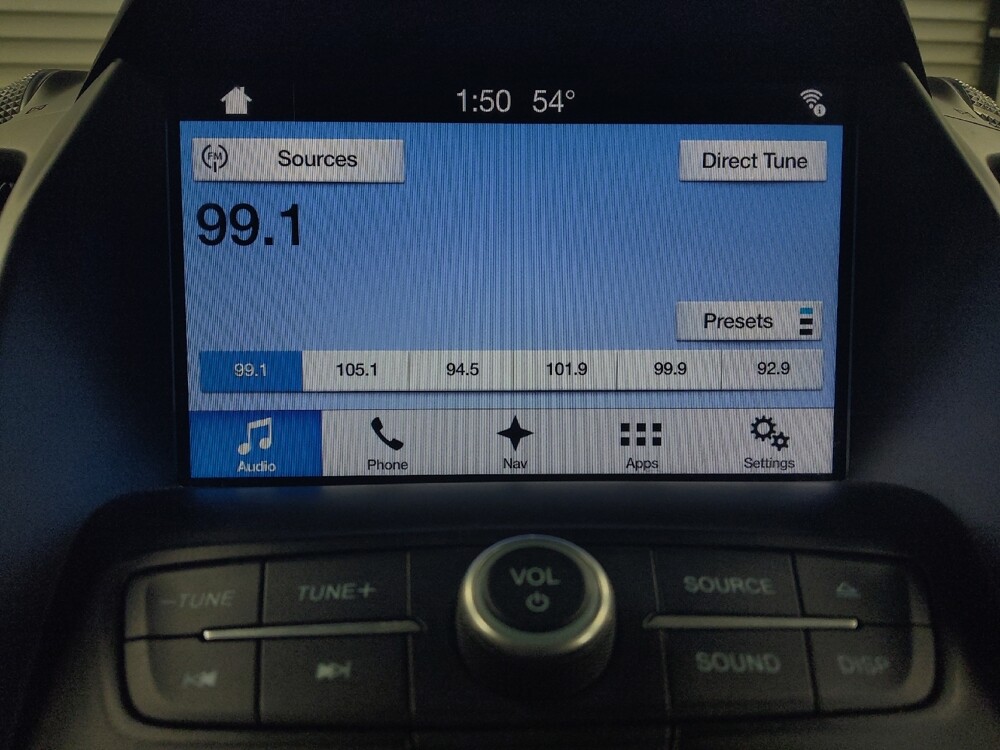 1:50 54°
FM Sources Direct Tune
99.1
Presets
99.1 105.1 94.5 101.9 99.9 92.9
Audio Phone Nav Apps Settings
VOL
-TUNE TUNE+ SOURCE
SOUND DISP